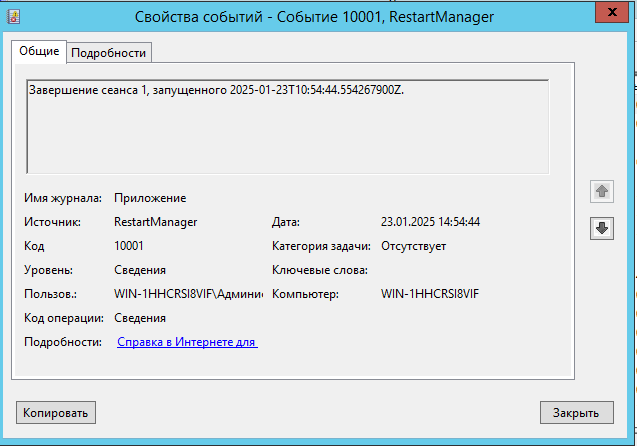 Свойства событий - Событие 10001, RestartManager
x
Общие
Подробности
Завершение сеанса 1, запущенного 2025-01-23T10:54:44.554267900Z.
Имя журнала: Приложение
Источник: RestartManager Дата: 23.01.2025 14:54:44
Код 10001 Категория задачи: Отсутствует
Уровень: Сведения Ключевые слова:
Пользов.: WIN-1HHCRSI8VIF\Админис Компьютер: WIN-1HHCRSI8VIF
Код операции: Сведения
Подробности: Справка в Интернете для
Копировать
Закрыть